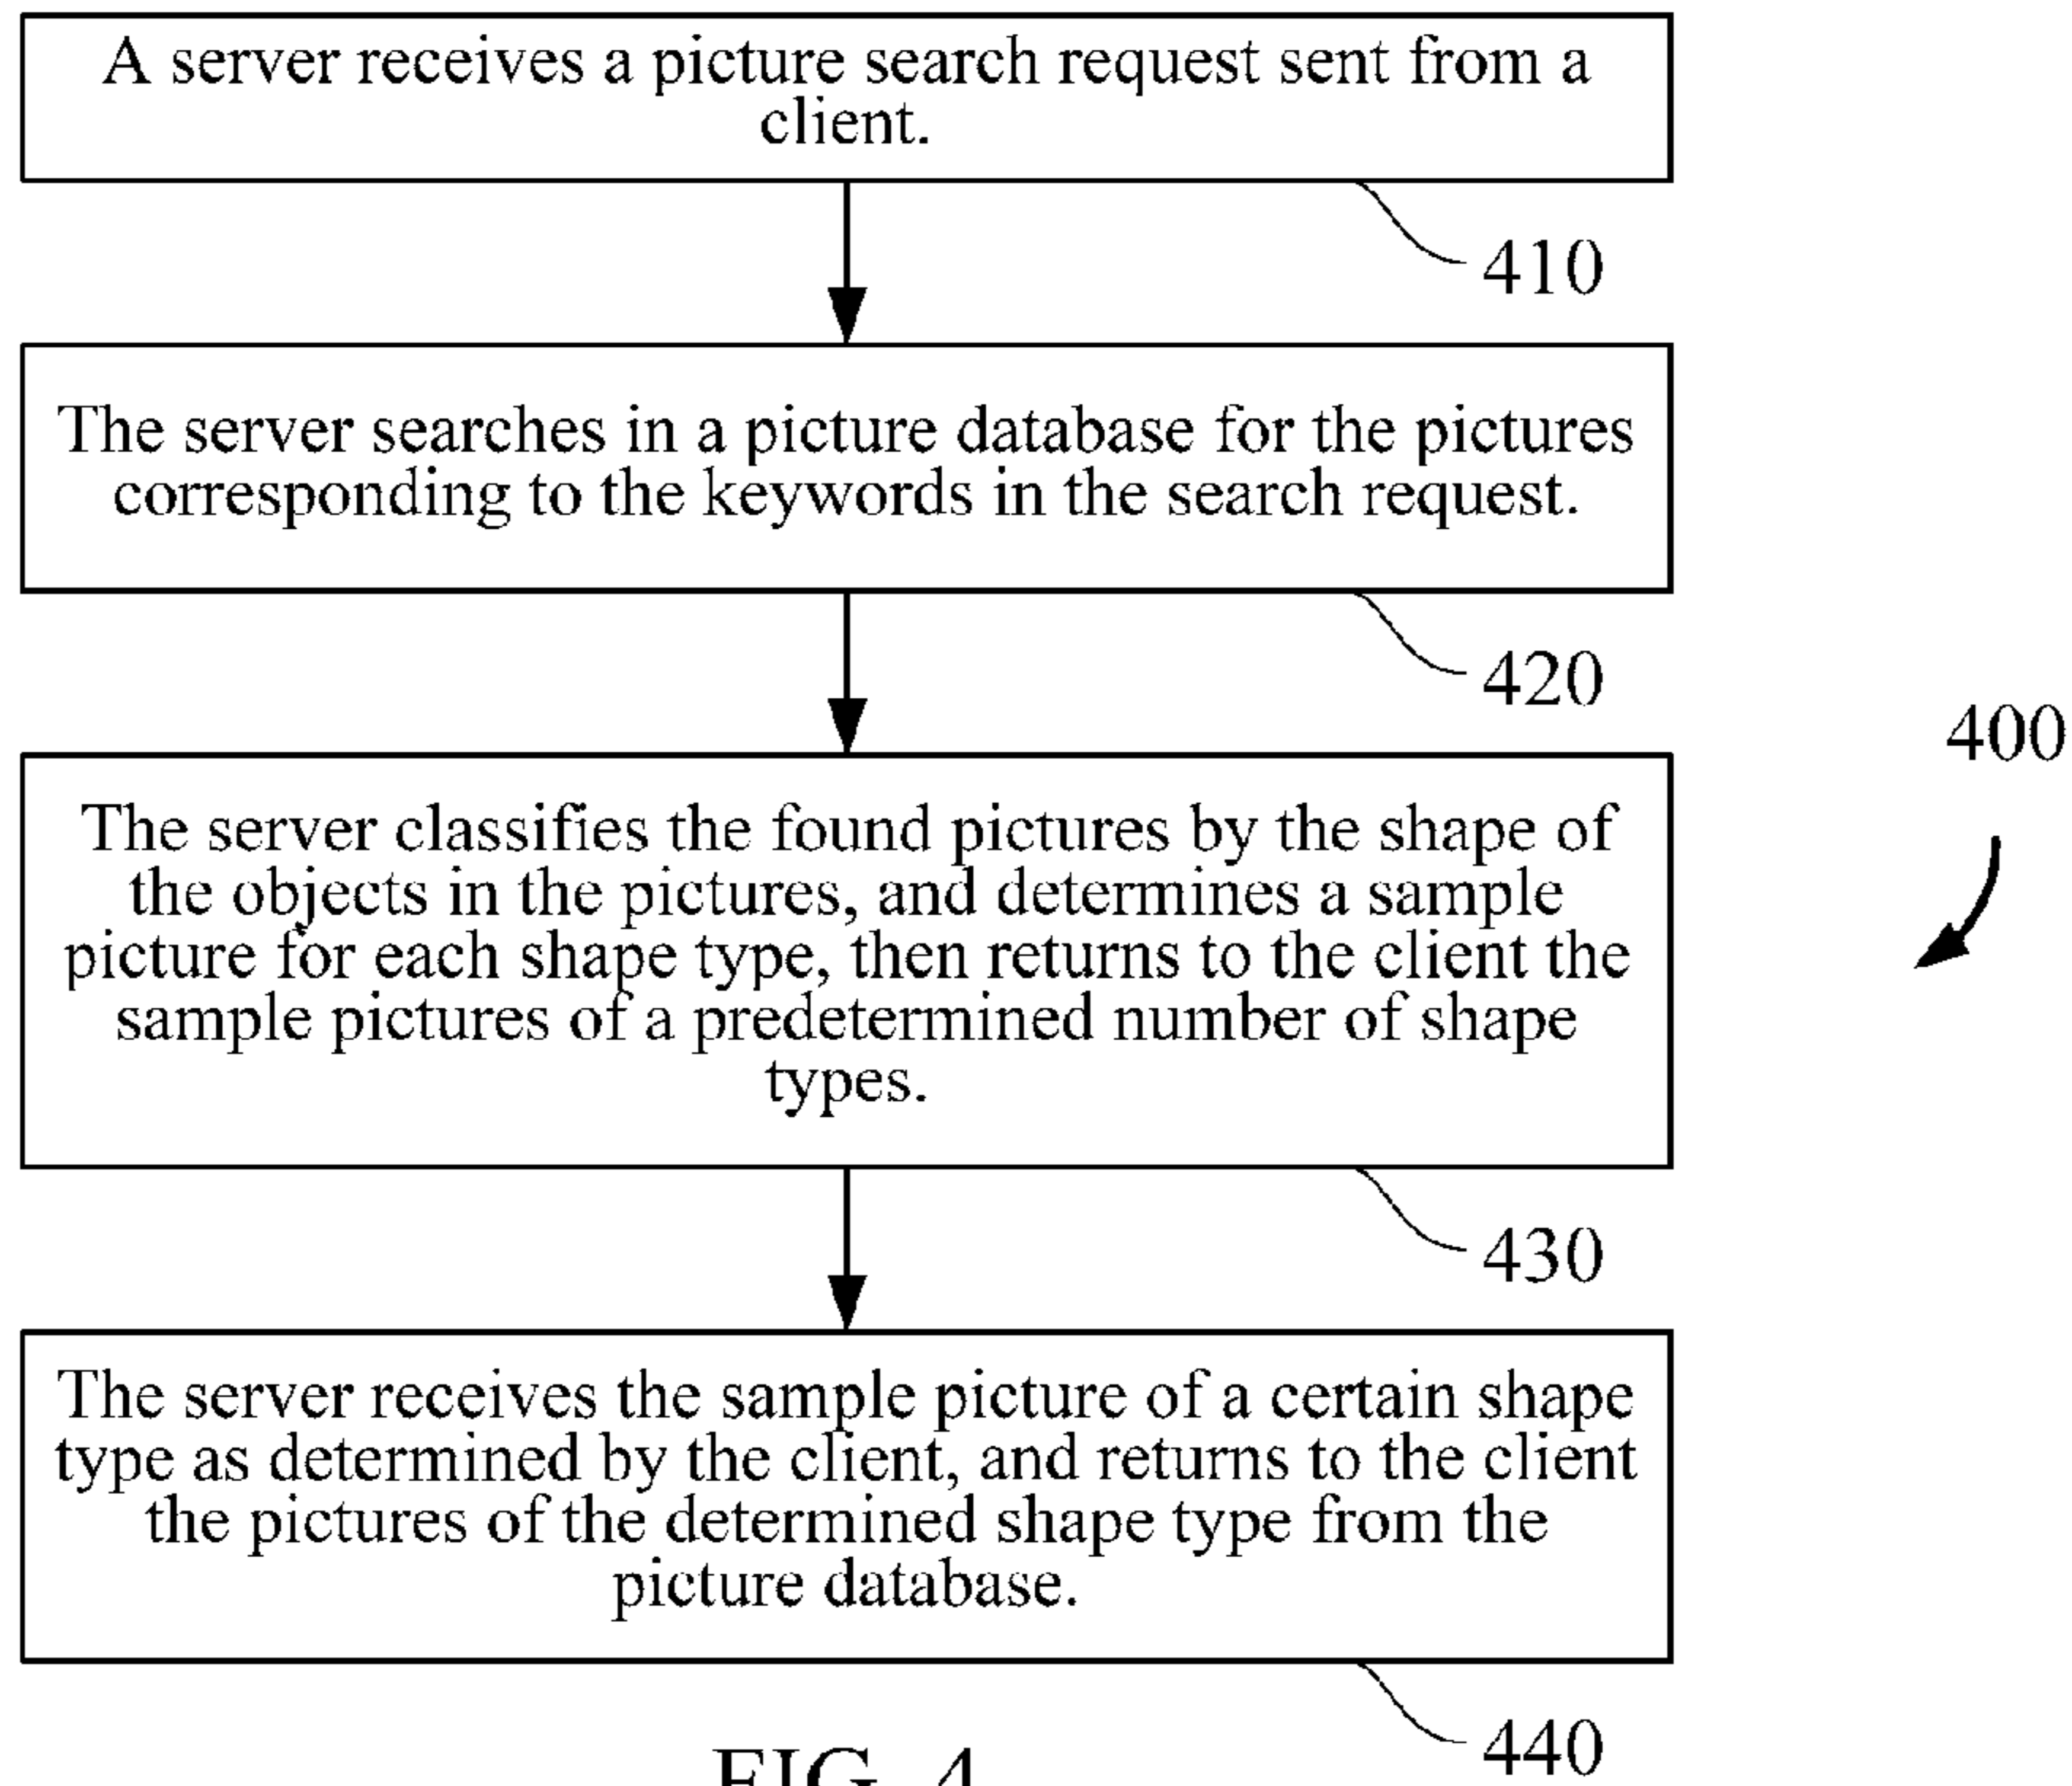 A server receives a picture search request sent from a
client.
410
The server searches in a picture database for the pictures
corresponding to the keywords in the search request.
420
400
The server classifies the found pictures by the shape of
the objects in the pictures, and determines a sample
picture for each shape type, then returns to the client the
sample pictures of a predetermined number of shape
types.
430
The server receives the sample picture of a certain shape
type as determined by the client, and returns to the client
the pictures of the determined shape type from the
picture database.
440
FIG. 4